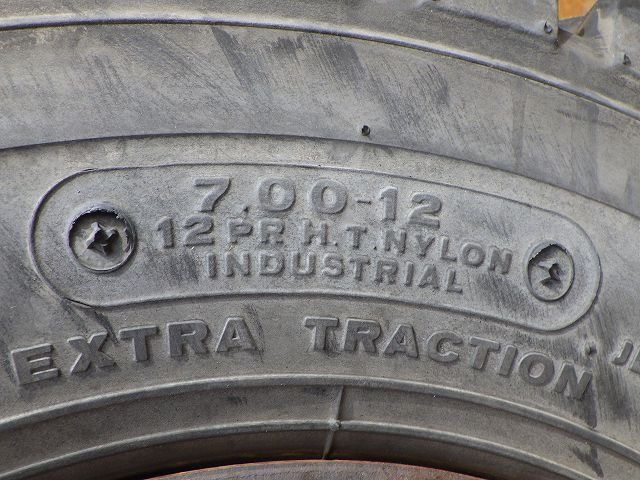 7.00-12
12 PR H.T. NYLON
INDUSTRIAL
EXTRA TRACTION